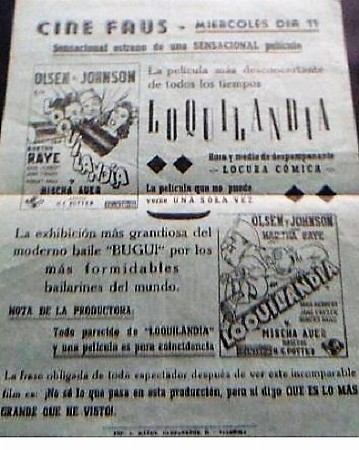 CINE FAUS - MIERCOLES DIA 11
Sensacional estreno de una SENSACIONAL película
OLSEN y JOHNSON
MARTHA
RAYE
LOQUILANDIA
MISCHA AUER
H.C. POTTER
La película más desconcertante
de todos los tiempos
LOQUILANDIA
Hora y media de despampanante
- LOCURA CÓMICA -
La película que no puede
verse UNA SOLA VEZ
La exhibición más grandiosa del
moderno baile "BUGUI" por los
más formidables
bailarines del mundo.
NOTA DE LA PRODUCTORA:
Todo parecido de "LOQUILANDIA"
y una película es pura coincidencia
OLSEN y JOHNSON
MARTHA RAYE
LOQUILANDIA
MISCHA AUER
H.C. POTTER
La frase obligada de todo espectador después de ver este incomparable
film es: ¡No sé lo que pasa en esta producción, pero sí digo QUE ES LO MÁS
GRANDE QUE HE VISTO!